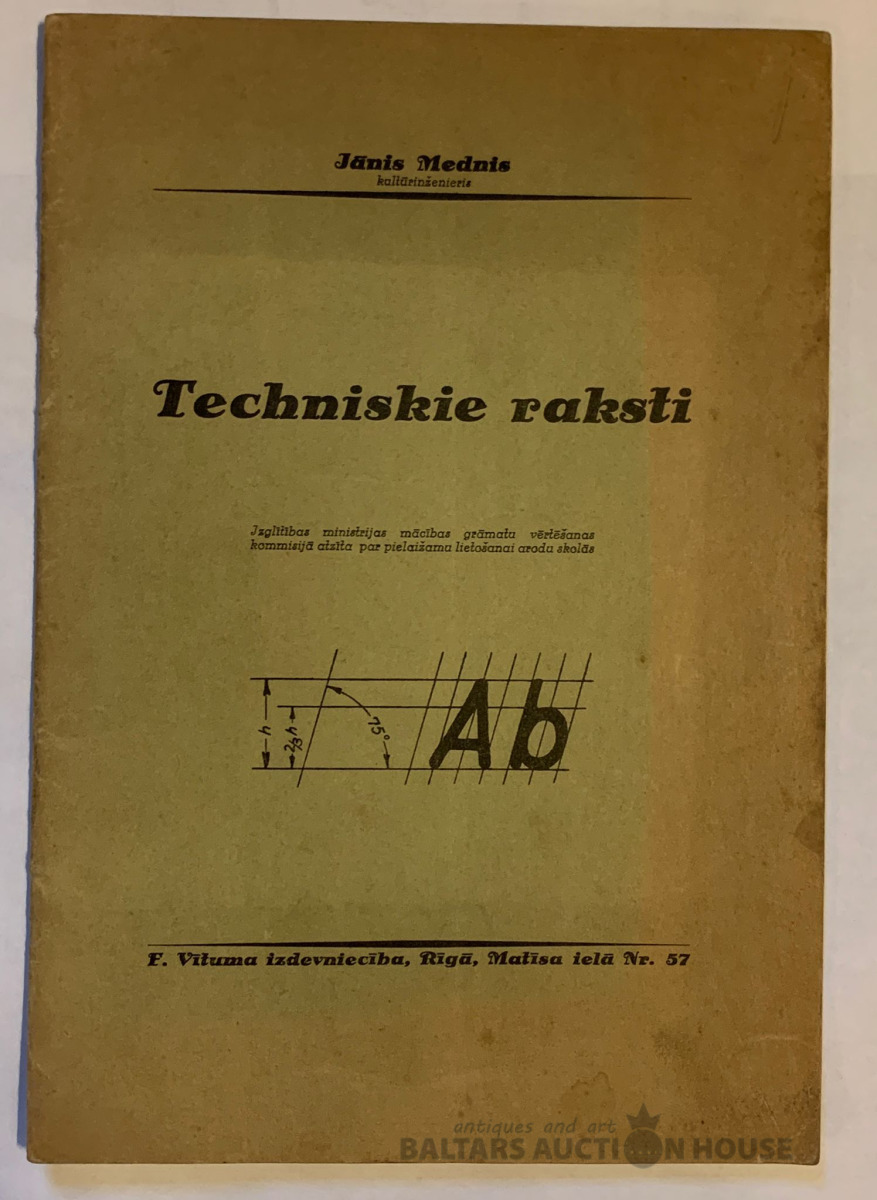 Jānis Mednis
kaltūrinženieris
Techniskie raksti
Izglītības ministrijas mācības grāmatu vērtēšanas
kommisijā atzīta par pielaižamu lietošanai arodu skolās
h
2/3 h
75°
Ab
F. Vītuma izdevniecība, Rīgā, Matīsa ielā Nr. 57
antiques and art
BALTARS AUCTION HOUSE